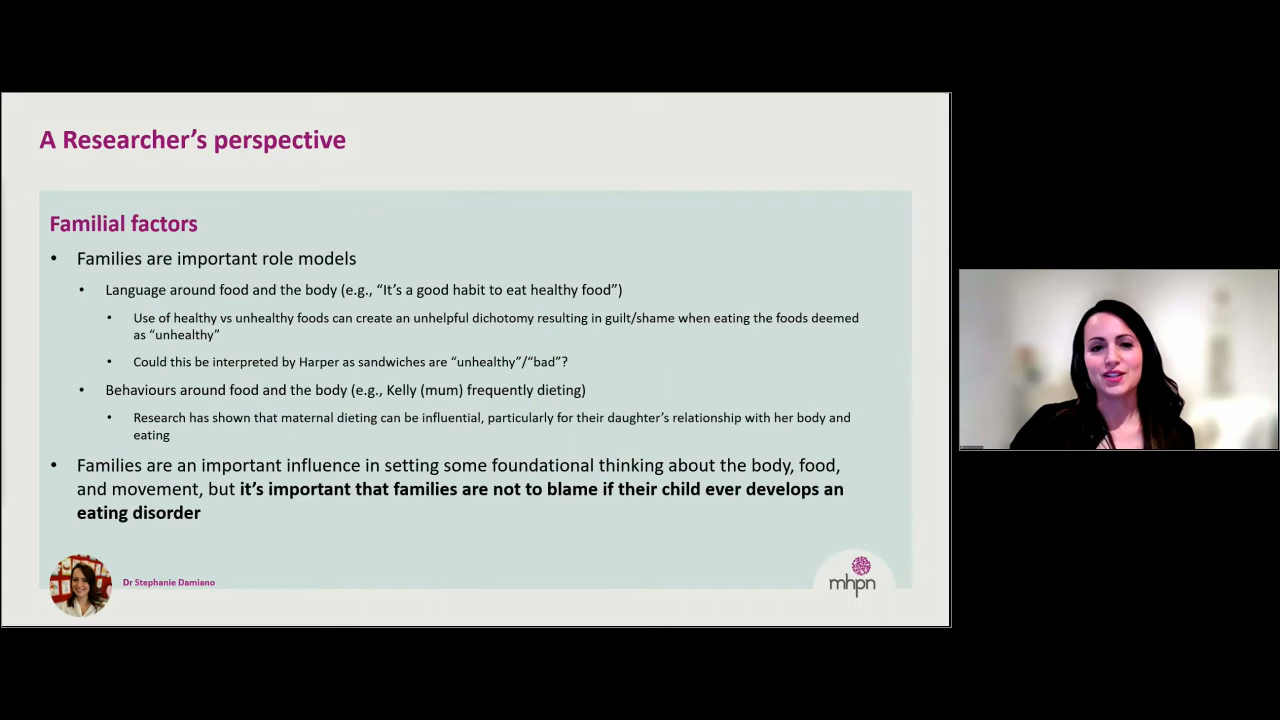 A Researcher’s perspective
Familial factors
• Families are important role models
• Language around food and the body (e.g., “It’s a good habit to eat healthy food”)
• Use of healthy vs unhealthy foods can create an unhelpful dichotomy resulting in guilt/shame when eating the foods deemed
as “unhealthy”
• Could this be interpreted by Harper as sandwiches are “unhealthy”/“bad”?
• Behaviours around food and the body (e.g., Kelly (mum) frequently dieting)
• Research has shown that maternal dieting can be influential, particularly for their daughter’s relationship with her body and
eating
• Families are an important influence in setting some foundational thinking about the body, food,
and movement, but it’s important that families are not to blame if their child ever develops an
eating disorder
Dr Stephanie Damiano
mhpn